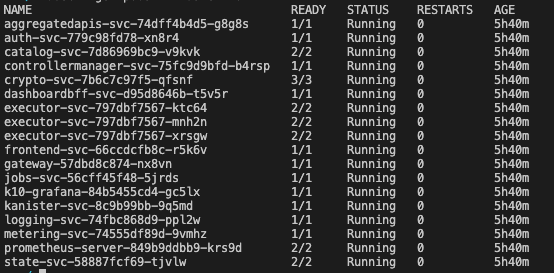 NAME READY STATUS RESTARTS AGE
aggregatedapis-svc-74dff4b4d5-g8g8s 1/1 Running 0 5h40m
auth-svc-779c98fd78-xn8r4 1/1 Running 0 5h40m
catalog-svc-7d86969bc9-v9kvk 2/2 Running 0 5h40m
controllermanager-svc-75fc9d9bfd-b4rsp 1/1 Running 0 5h40m
crypto-svc-7b6c7c97f5-qfsnf 3/3 Running 0 5h40m
dashboardbff-svc-d95d8646b-t5v5r 1/1 Running 0 5h40m
executor-svc-797dbf7567-ktc64 2/2 Running 0 5h40m
executor-svc-797dbf7567-mnh2n 2/2 Running 0 5h40m
executor-svc-797dbf7567-xrsgw 2/2 Running 0 5h40m
frontend-svc-66ccdcfb8c-r5k6v 1/1 Running 0 5h40m
gateway-57dbd8c874-nx8vn 1/1 Running 0 5h40m
jobs-svc-56cff45f48-5jrds 1/1 Running 0 5h40m
k10-grafana-84b5455cd4-gc5lx 1/1 Running 0 5h40m
kanister-svc-8c9b99bb-9q5md 1/1 Running 0 5h40m
logging-svc-74fbc868d9-ppl2w 1/1 Running 0 5h40m
metering-svc-74555df89d-9vmhz 1/1 Running 0 5h40m
prometheus-server-849b9ddbb9-krs9d 2/2 Running 0 5h40m
state-svc-58887fcf69-tjvlw 2/2 Running 0 5h40m